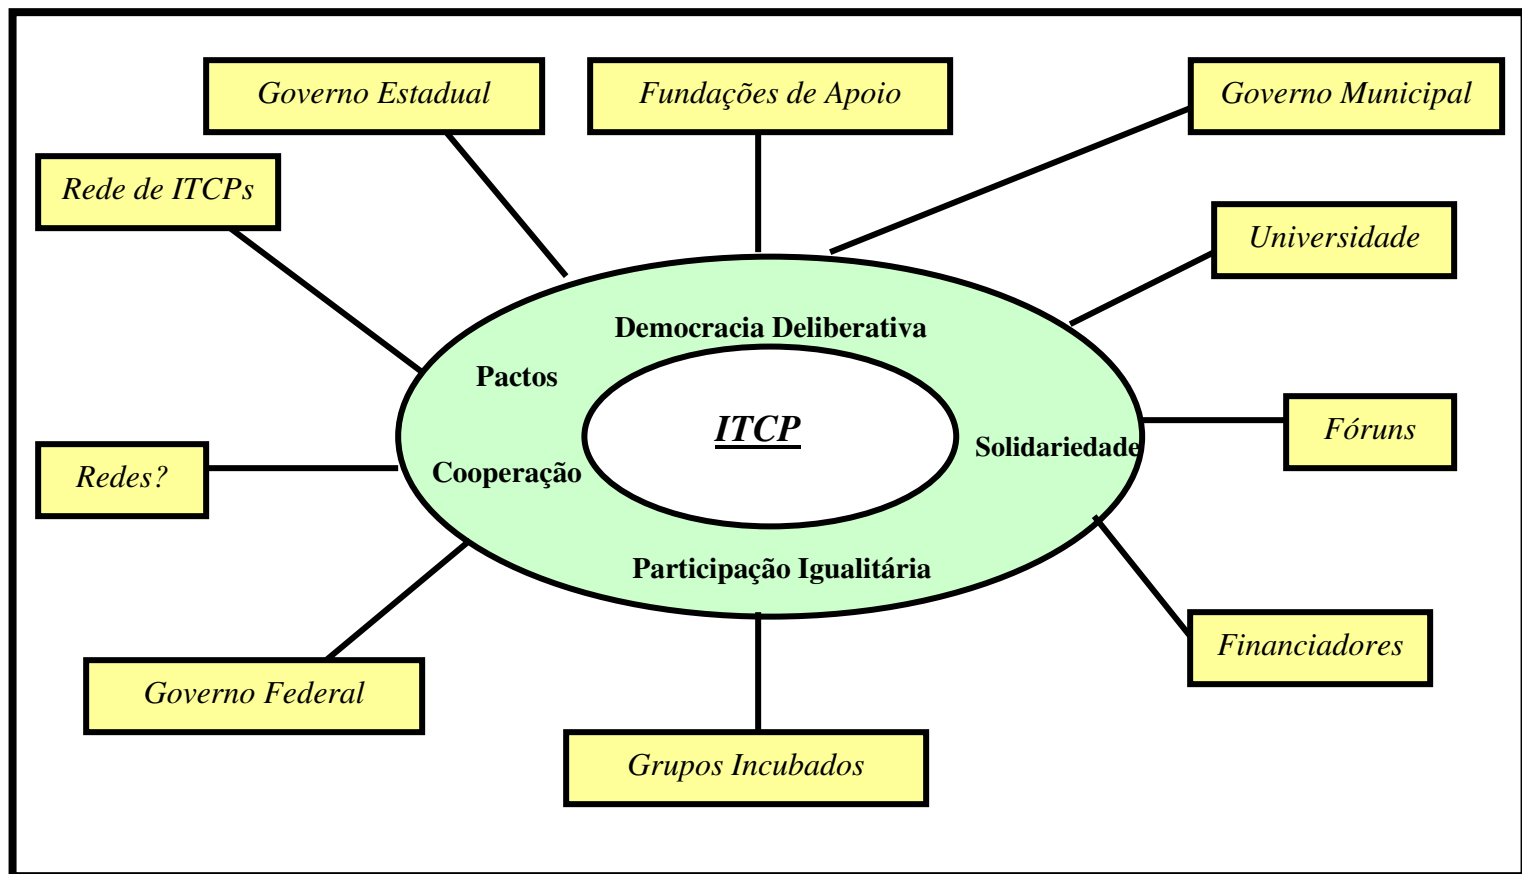 Governo Estadual
Fundações de Apoio
Governo Municipal
Rede de ITCPs
Universidade
Democracia Deliberativa
Pactos
ITCP
Fóruns
Solidariedade
Cooperação
Redes?
Participação Igualitária
Financiadores
Governo Federal
Grupos Incubados